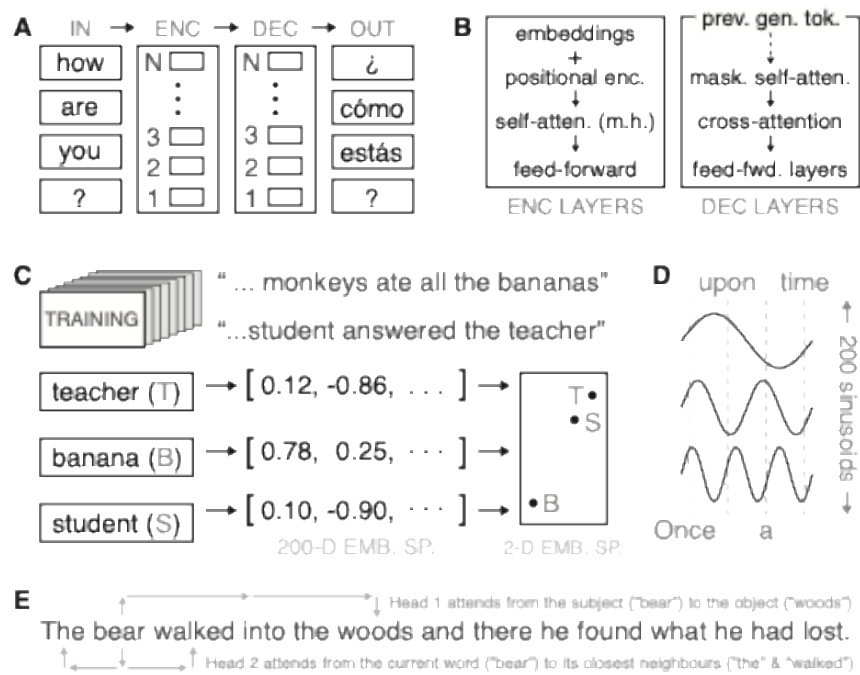 A IN → ENC → DEC → OUT
how N N ¿
are cómo
you 3 3 estás
2 2
? 1 1 ?
B
embeddings
+
positional enc.
self-atten. (m.h.)
feed-forward
ENC LAYERS
prev. gen. tok.
mask. self-atten.
cross-attention
feed-fwd. layers
DEC LAYERS
C TRAINING
“ ... monkeys ate all the bananas”
“...student answered the teacher”
teacher (T) → [ 0.12, -0.86, . . . ] →
banana (B) → [ 0.78, 0.25, · · · ] →
student (S) → [ 0.10, -0.90, · · · ] →
T
S
B
200-D EMB. SP. 2-D EMB. SP.
D upon time
200 sinusoids
Once a
E Head 1 attends from the subject ("bear") to the object ("woods")
The bear walked into the woods and there he found what he had lost.
Head 2 attends from the current word ("bear") to its closest neighbours ("the" & "walked")